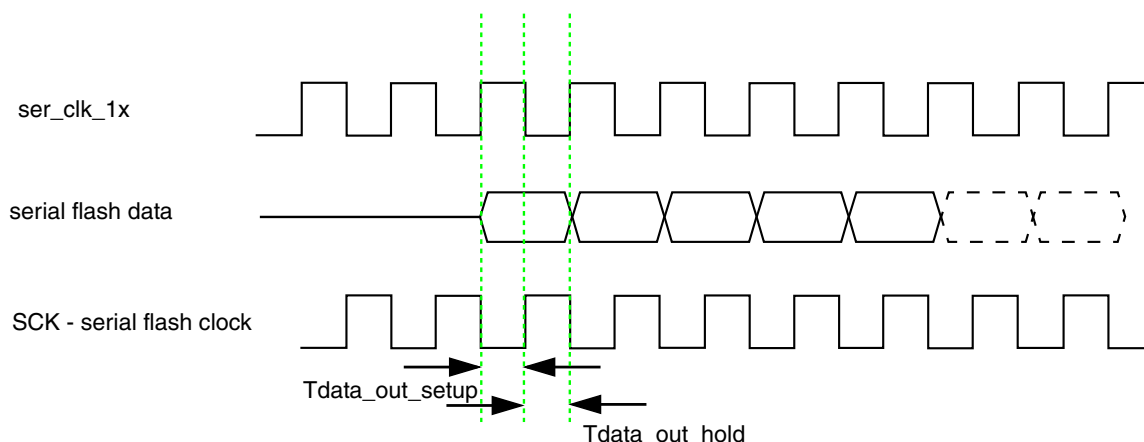 ser_clk_1x
serial flash data
SCK - serial flash clock
Tdata_out_setup
Tdata_out_hold